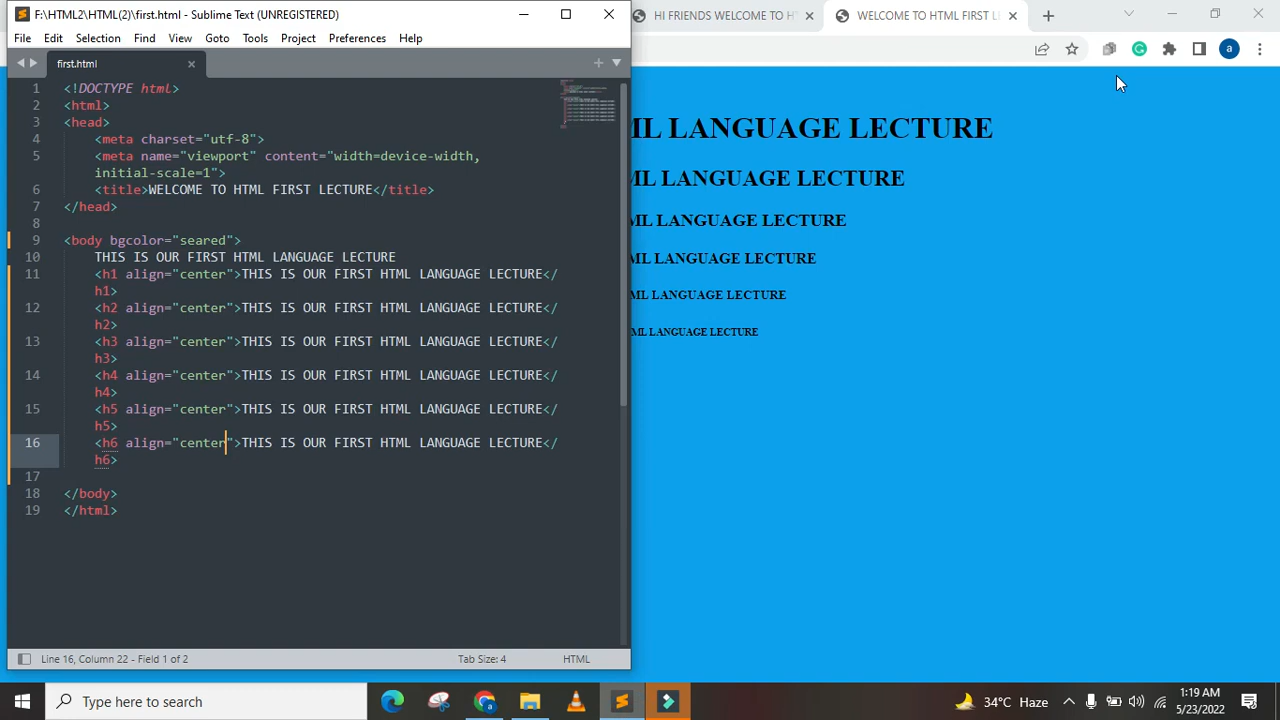 F:\HTML2\HTML(2)\first.html - Sublime Text (UNREGISTERED)
File Edit Selection Find View Goto Tools Project Preferences Help
first.html
1 <!DOCTYPE html>
2 <html>
3 <head>
4 <meta charset="utf-8">
5 <meta name="viewport" content="width=device-width,
initial-scale=1">
6 <title>WELCOME TO HTML FIRST LECTURE</title>
7 </head>
8
9 <body bgcolor="seared">
10 THIS IS OUR FIRST HTML LANGUAGE LECTURE
11 <h1 align="center">THIS IS OUR FIRST HTML LANGUAGE LECTURE</
h1>
12 <h2 align="center">THIS IS OUR FIRST HTML LANGUAGE LECTURE</
h2>
13 <h3 align="center">THIS IS OUR FIRST HTML LANGUAGE LECTURE</
h3>
14 <h4 align="center">THIS IS OUR FIRST HTML LANGUAGE LECTURE</
h4>
15 <h5 align="center">THIS IS OUR FIRST HTML LANGUAGE LECTURE</
h5>
16 <h6 align="center">THIS IS OUR FIRST HTML LANGUAGE LECTURE</
h6>
17
18 </body>
19 </html>
Line 16, Column 22 - Field 1 of 2 Tab Size: 4 HTML
HI FRIENDS WELCOME TO H
WELCOME TO HTML FIRST LE
a
ML LANGUAGE LECTURE
ML LANGUAGE LECTURE
ML LANGUAGE LECTURE
ML LANGUAGE LECTURE
ML LANGUAGE LECTURE
ML LANGUAGE LECTURE
Type here to search
34°C Haze
1:19 AM
5/23/2022